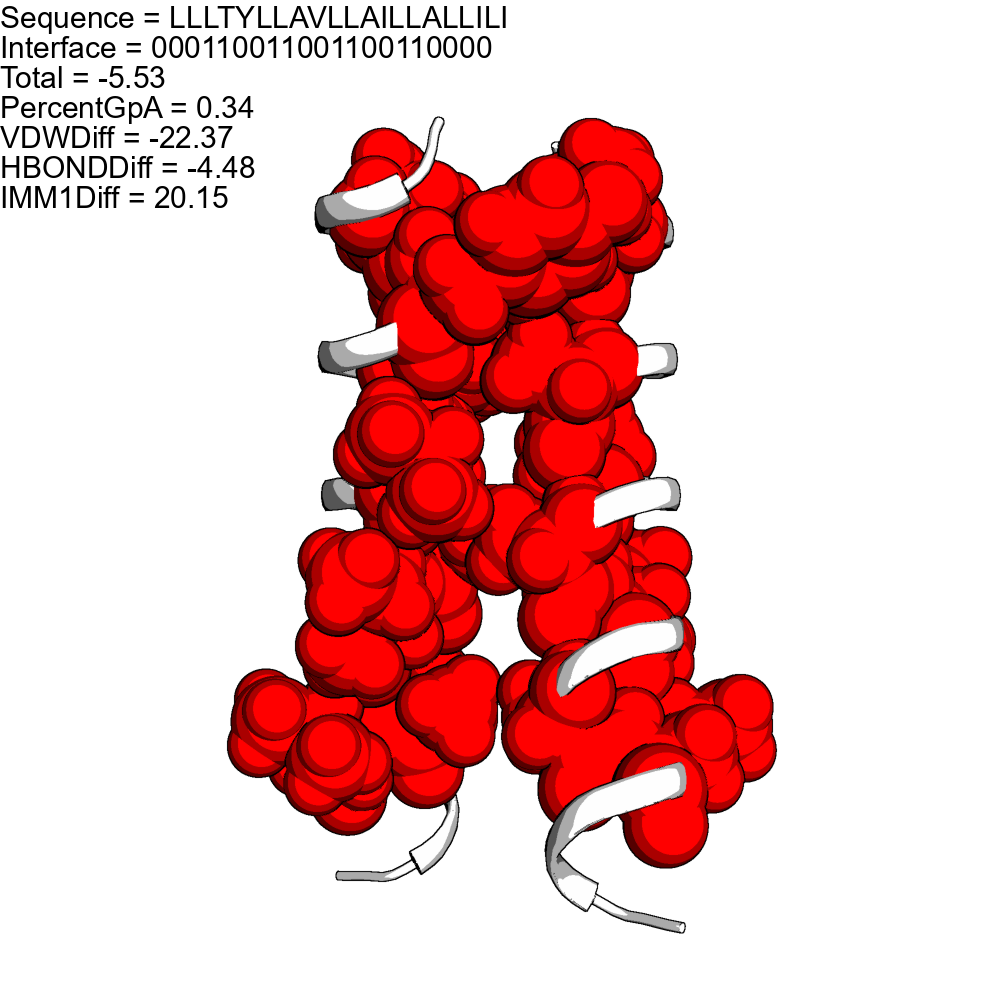 Sequence = LLLTYLLAVLLAILLALLILI
Interface = 000110011001100110000
Total = -5.53
PercentGpA = 0.34
VDWDiff = -22.37
HBONDDiff = -4.48
IMM1Diff = 20.15